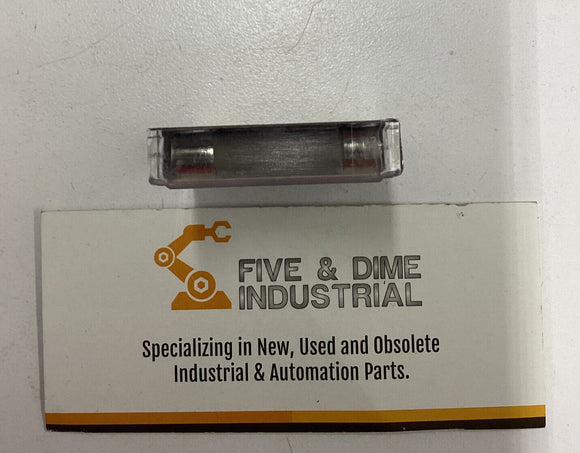 FIVE & DIME
INDUSTRIAL
Specializing in New, Used and Obsolete
Industrial & Automation Parts.